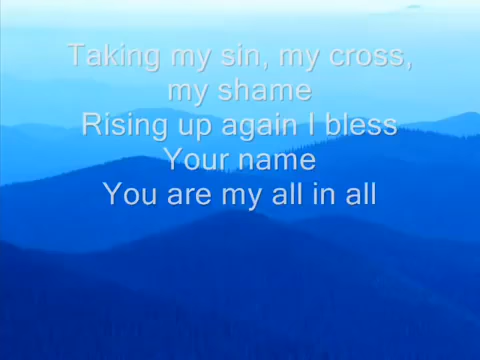 Taking my sin, my cross,
my shame
Rising up again I bless
Your name
You are my all in all